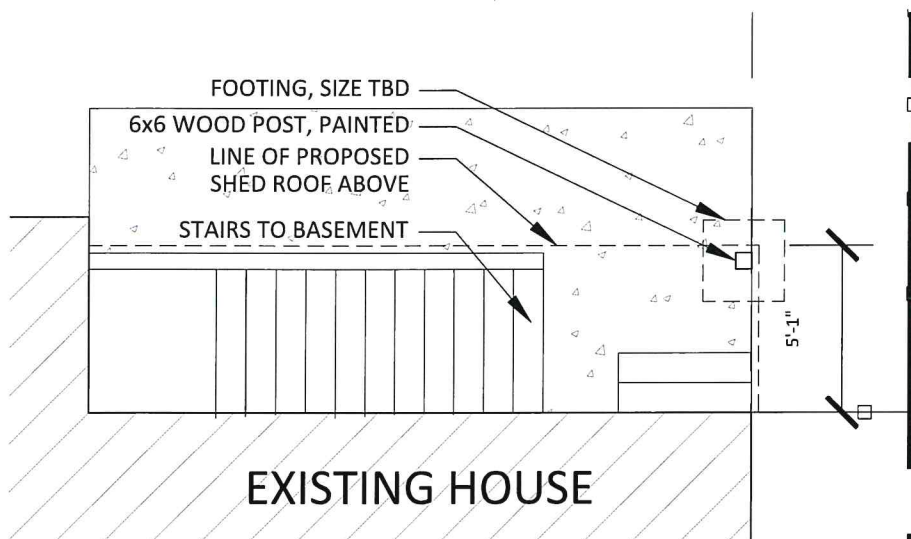 FOOTING, SIZE TBD
6x6 WOOD POST, PAINTED
LINE OF PROPOSED
SHED ROOF ABOVE
STAIRS TO BASEMENT
5'-1"
EXISTING HOUSE